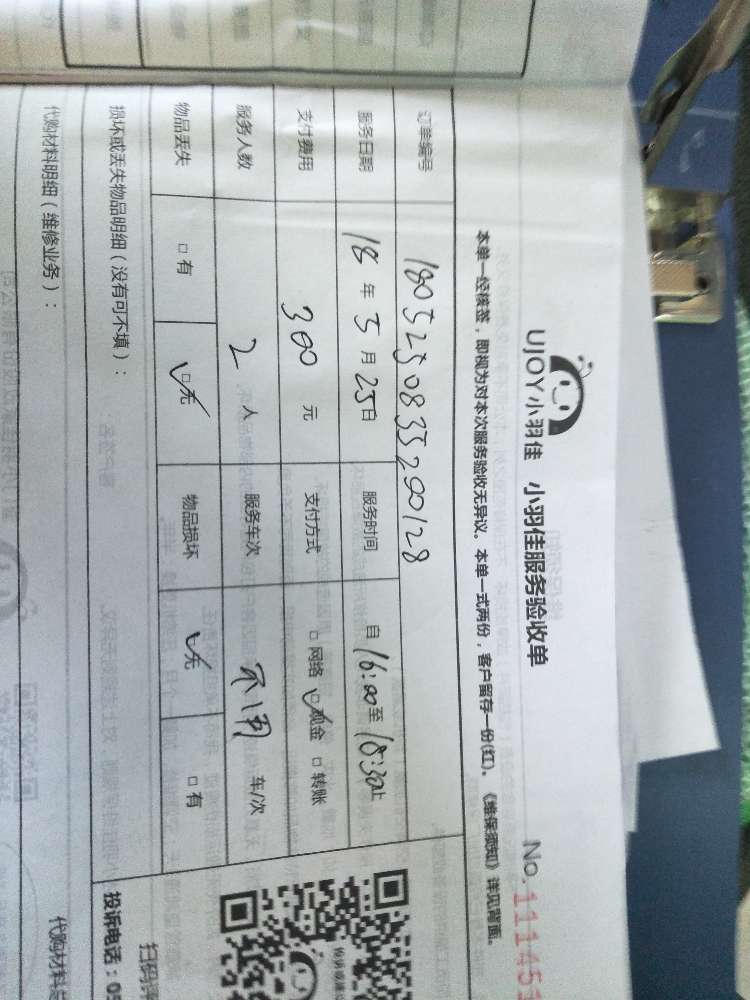 UJOY小羽佳 小羽佳服务验收单
No.111451
本单一经核签，即视为对本次服务验收无异议。本单一式两份，客户留存一份(红)。《维保须知》详见背面。
订单编号 180525083520128
服务日期 18年5月25日 服务时间 自16:00至18:30止
支付费用 300元 支付方式 □网络 ☑现金 □转账
服务人数 2人 服务车次 不用 车/次
物品丢失 □有 ☑无 物品损坏 ☑无 □有
损坏或丢失物品明细（没有可不填）：
扫码
投诉电话：05
代购材料明细（维修业务）：
代购材料